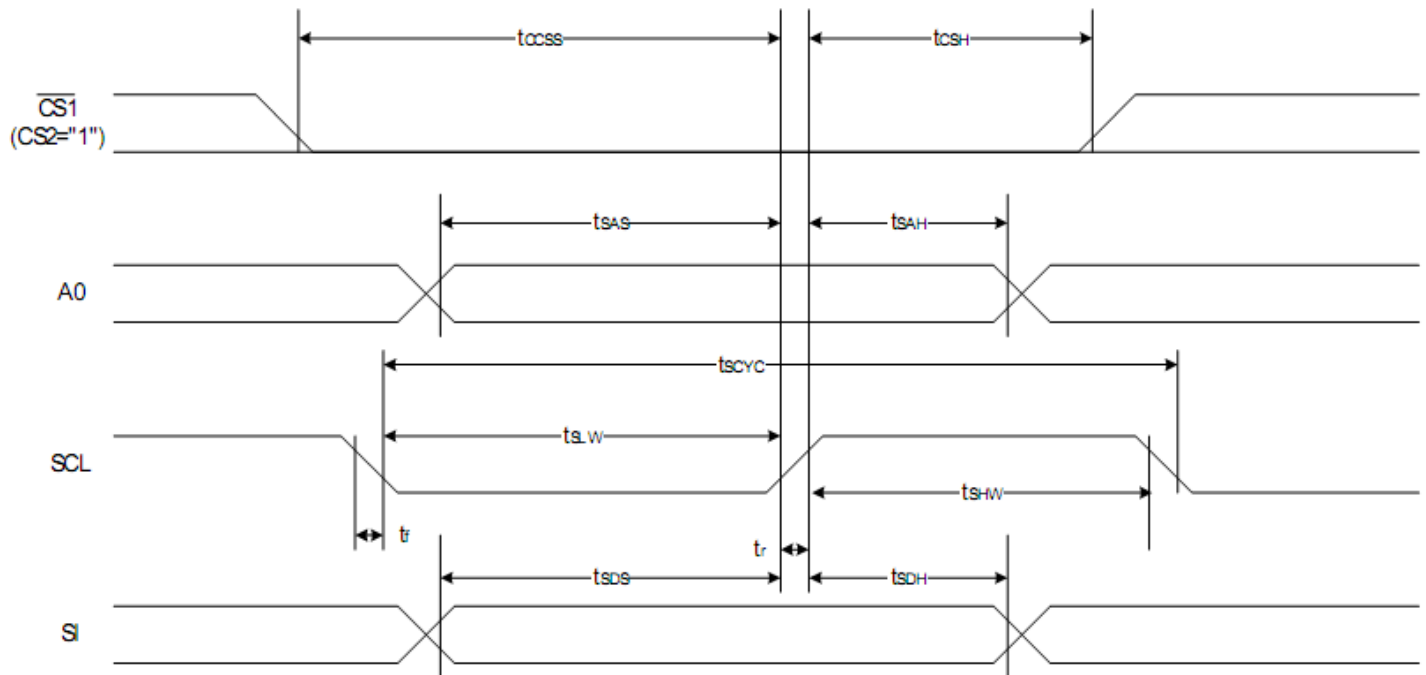 tCCSS
tCSH
CS1
(CS2="1")
tSAS
tSAH
A0
tSCYC
tSLW
SCL
tSHW
tf
tr
tSDS
tSDH
SI